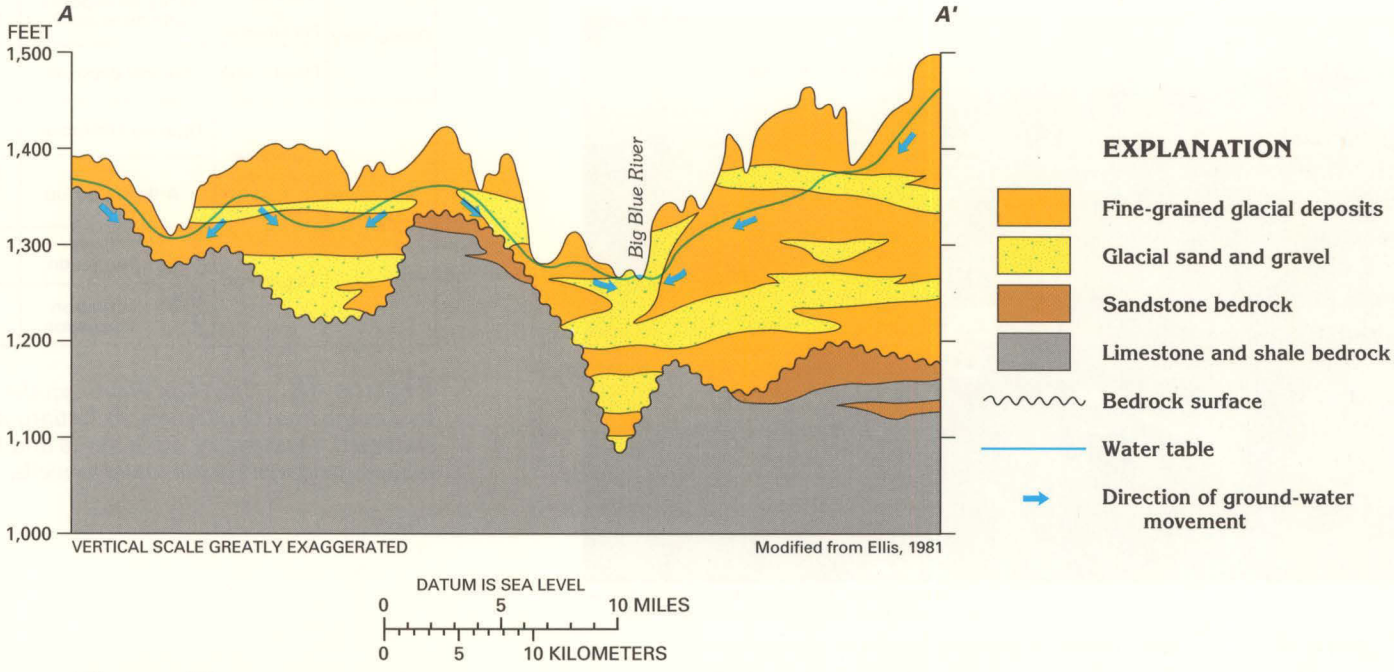 A
A'
FEET
1,500
1,400
1,300
1,200
1,100
1,000
Big Blue River
VERTICAL SCALE GREATLY EXAGGERATED
Modified from Ellis, 1981
DATUM IS SEA LEVEL
0 5 10 MILES
0 5 10 KILOMETERS
EXPLANATION
Fine-grained glacial deposits
Glacial sand and gravel
Sandstone bedrock
Limestone and shale bedrock
Bedrock surface
Water table
Direction of ground-water
movement